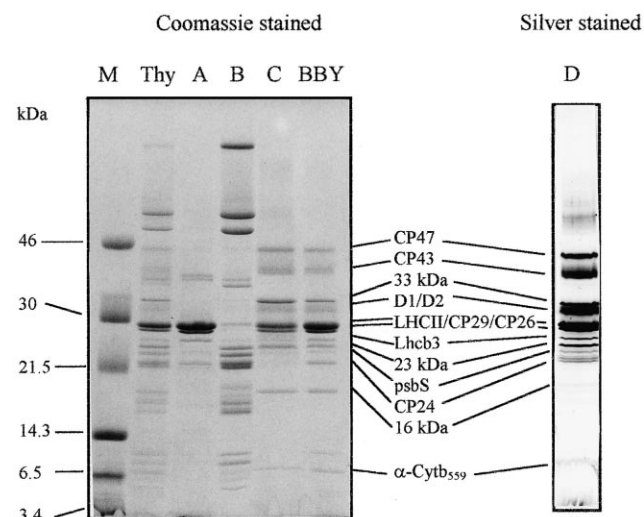 Coomassie stained
Silver stained
M Thy A B C BBY
D
kDa
46
30
21.5
14.3
6.5
3.4
CP47
CP43
33 kDa
D1/D2
LHCII/CP29/CP26
Lhcb3
23 kDa
psbS
CP24
16 kDa
α-Cytb₅₅₉